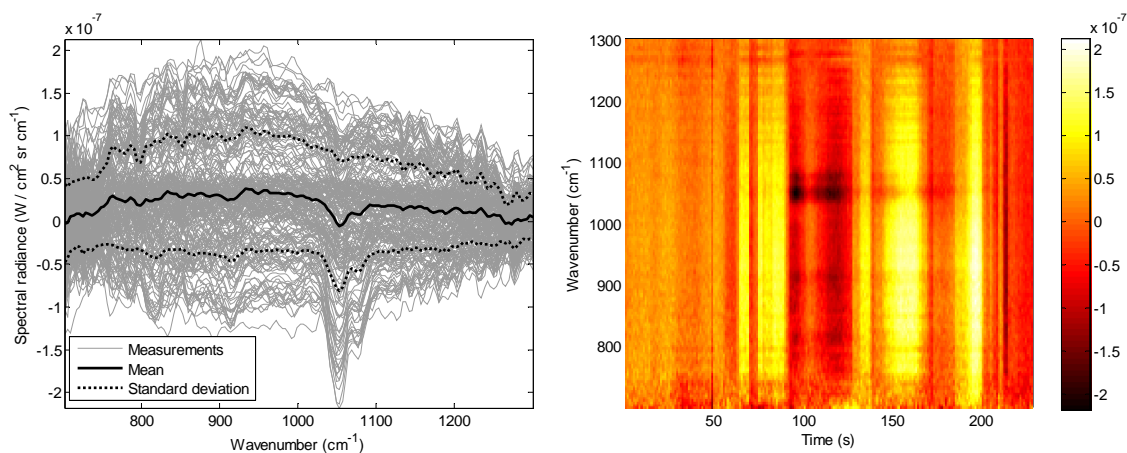 x 10⁻⁷
2
1.5
1
0.5
0
-0.5
-1
-1.5
-2
Spectral radiance (W / cm² sr cm⁻¹)
Measurements
Mean
Standard deviation
800 900 1000 1100 1200
Wavenumber (cm⁻¹)
1300
1200
1100
1000
900
800
Wavenumber (cm⁻¹)
50 100 150 200
Time (s)
x 10⁻⁷
2
1.5
1
0.5
0
-0.5
-1
-1.5
-2